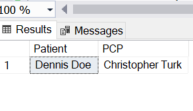 100 %
Results Messages
Patient PCP
1 Dennis Doe Christopher Turk